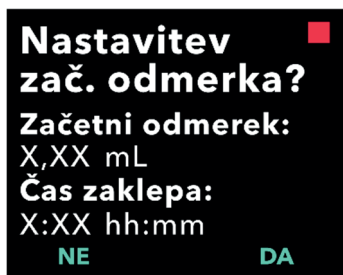 Nastavitev
zač. odmerka?
Začetni odmerek:
X,XX mL
Čas zaklepa:
X:XX hh:mm
NE DA